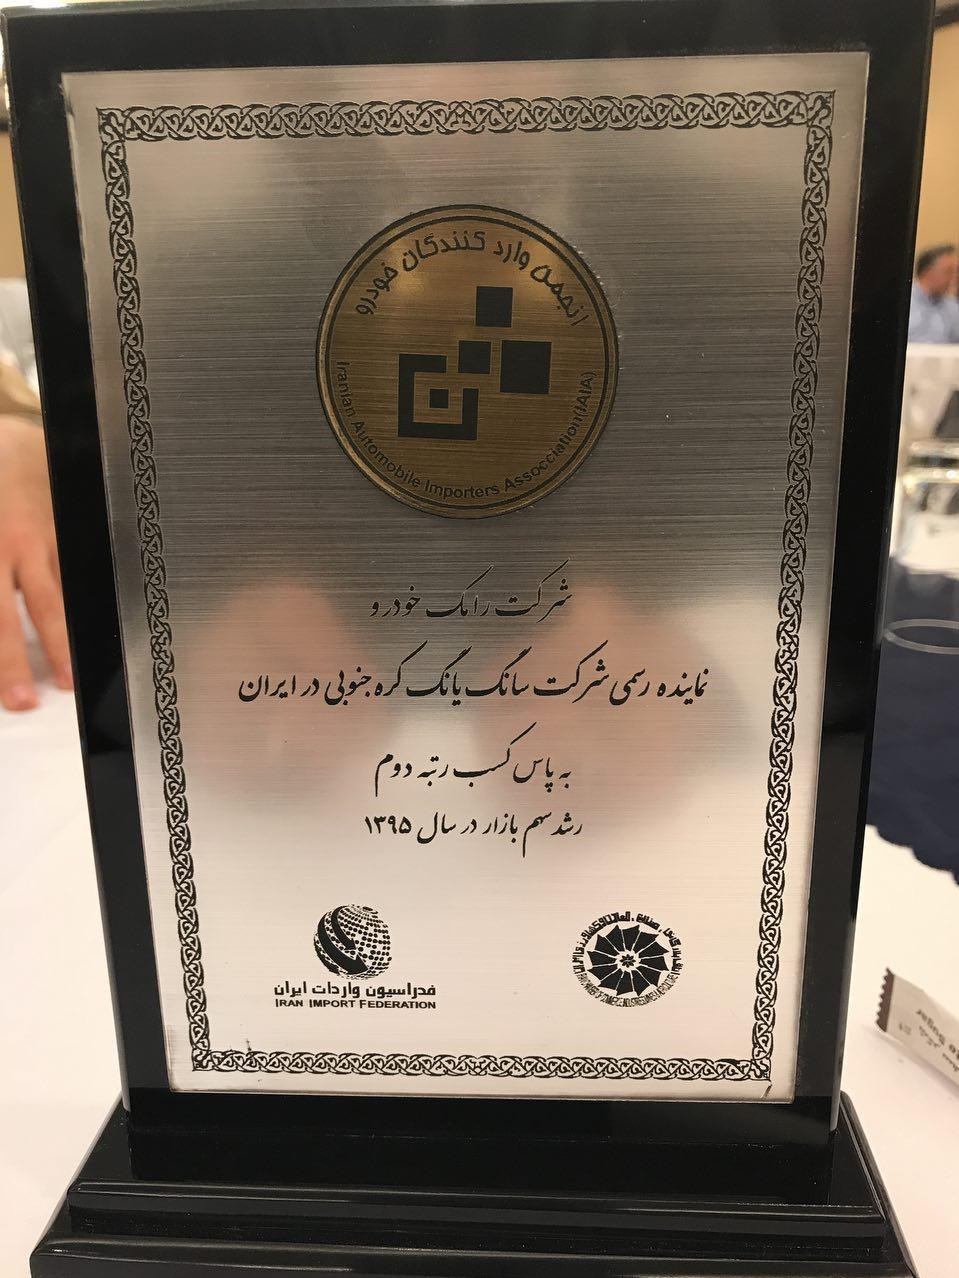 انجمن وارد کنندگان خودرو
Iranian Automobile Importers Assocciation(IAIA)
شرکت رامک خودرو
نماینده رسمی شرکت سانگ یانگ کره جنوبی در ایران
به پاس کسب رتبه دوم
رشد سهم بازار در سال ۱۳۹۵
فدراسیون واردات ایران
IRAN IMPORT FEDERATION